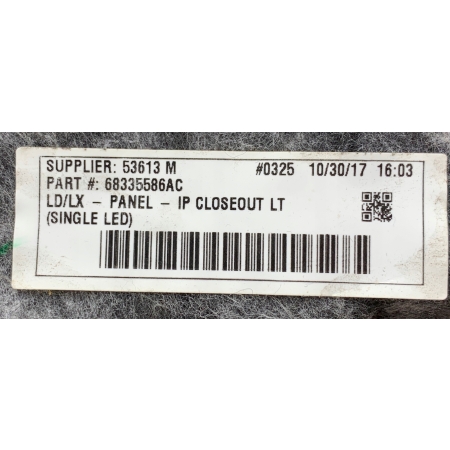 SUPPLIER: 53613 M #0325 10/30/17 16:03
PART #: 68335586AC
LD/LX - PANEL - IP CLOSEOUT LT
(SINGLE LED)